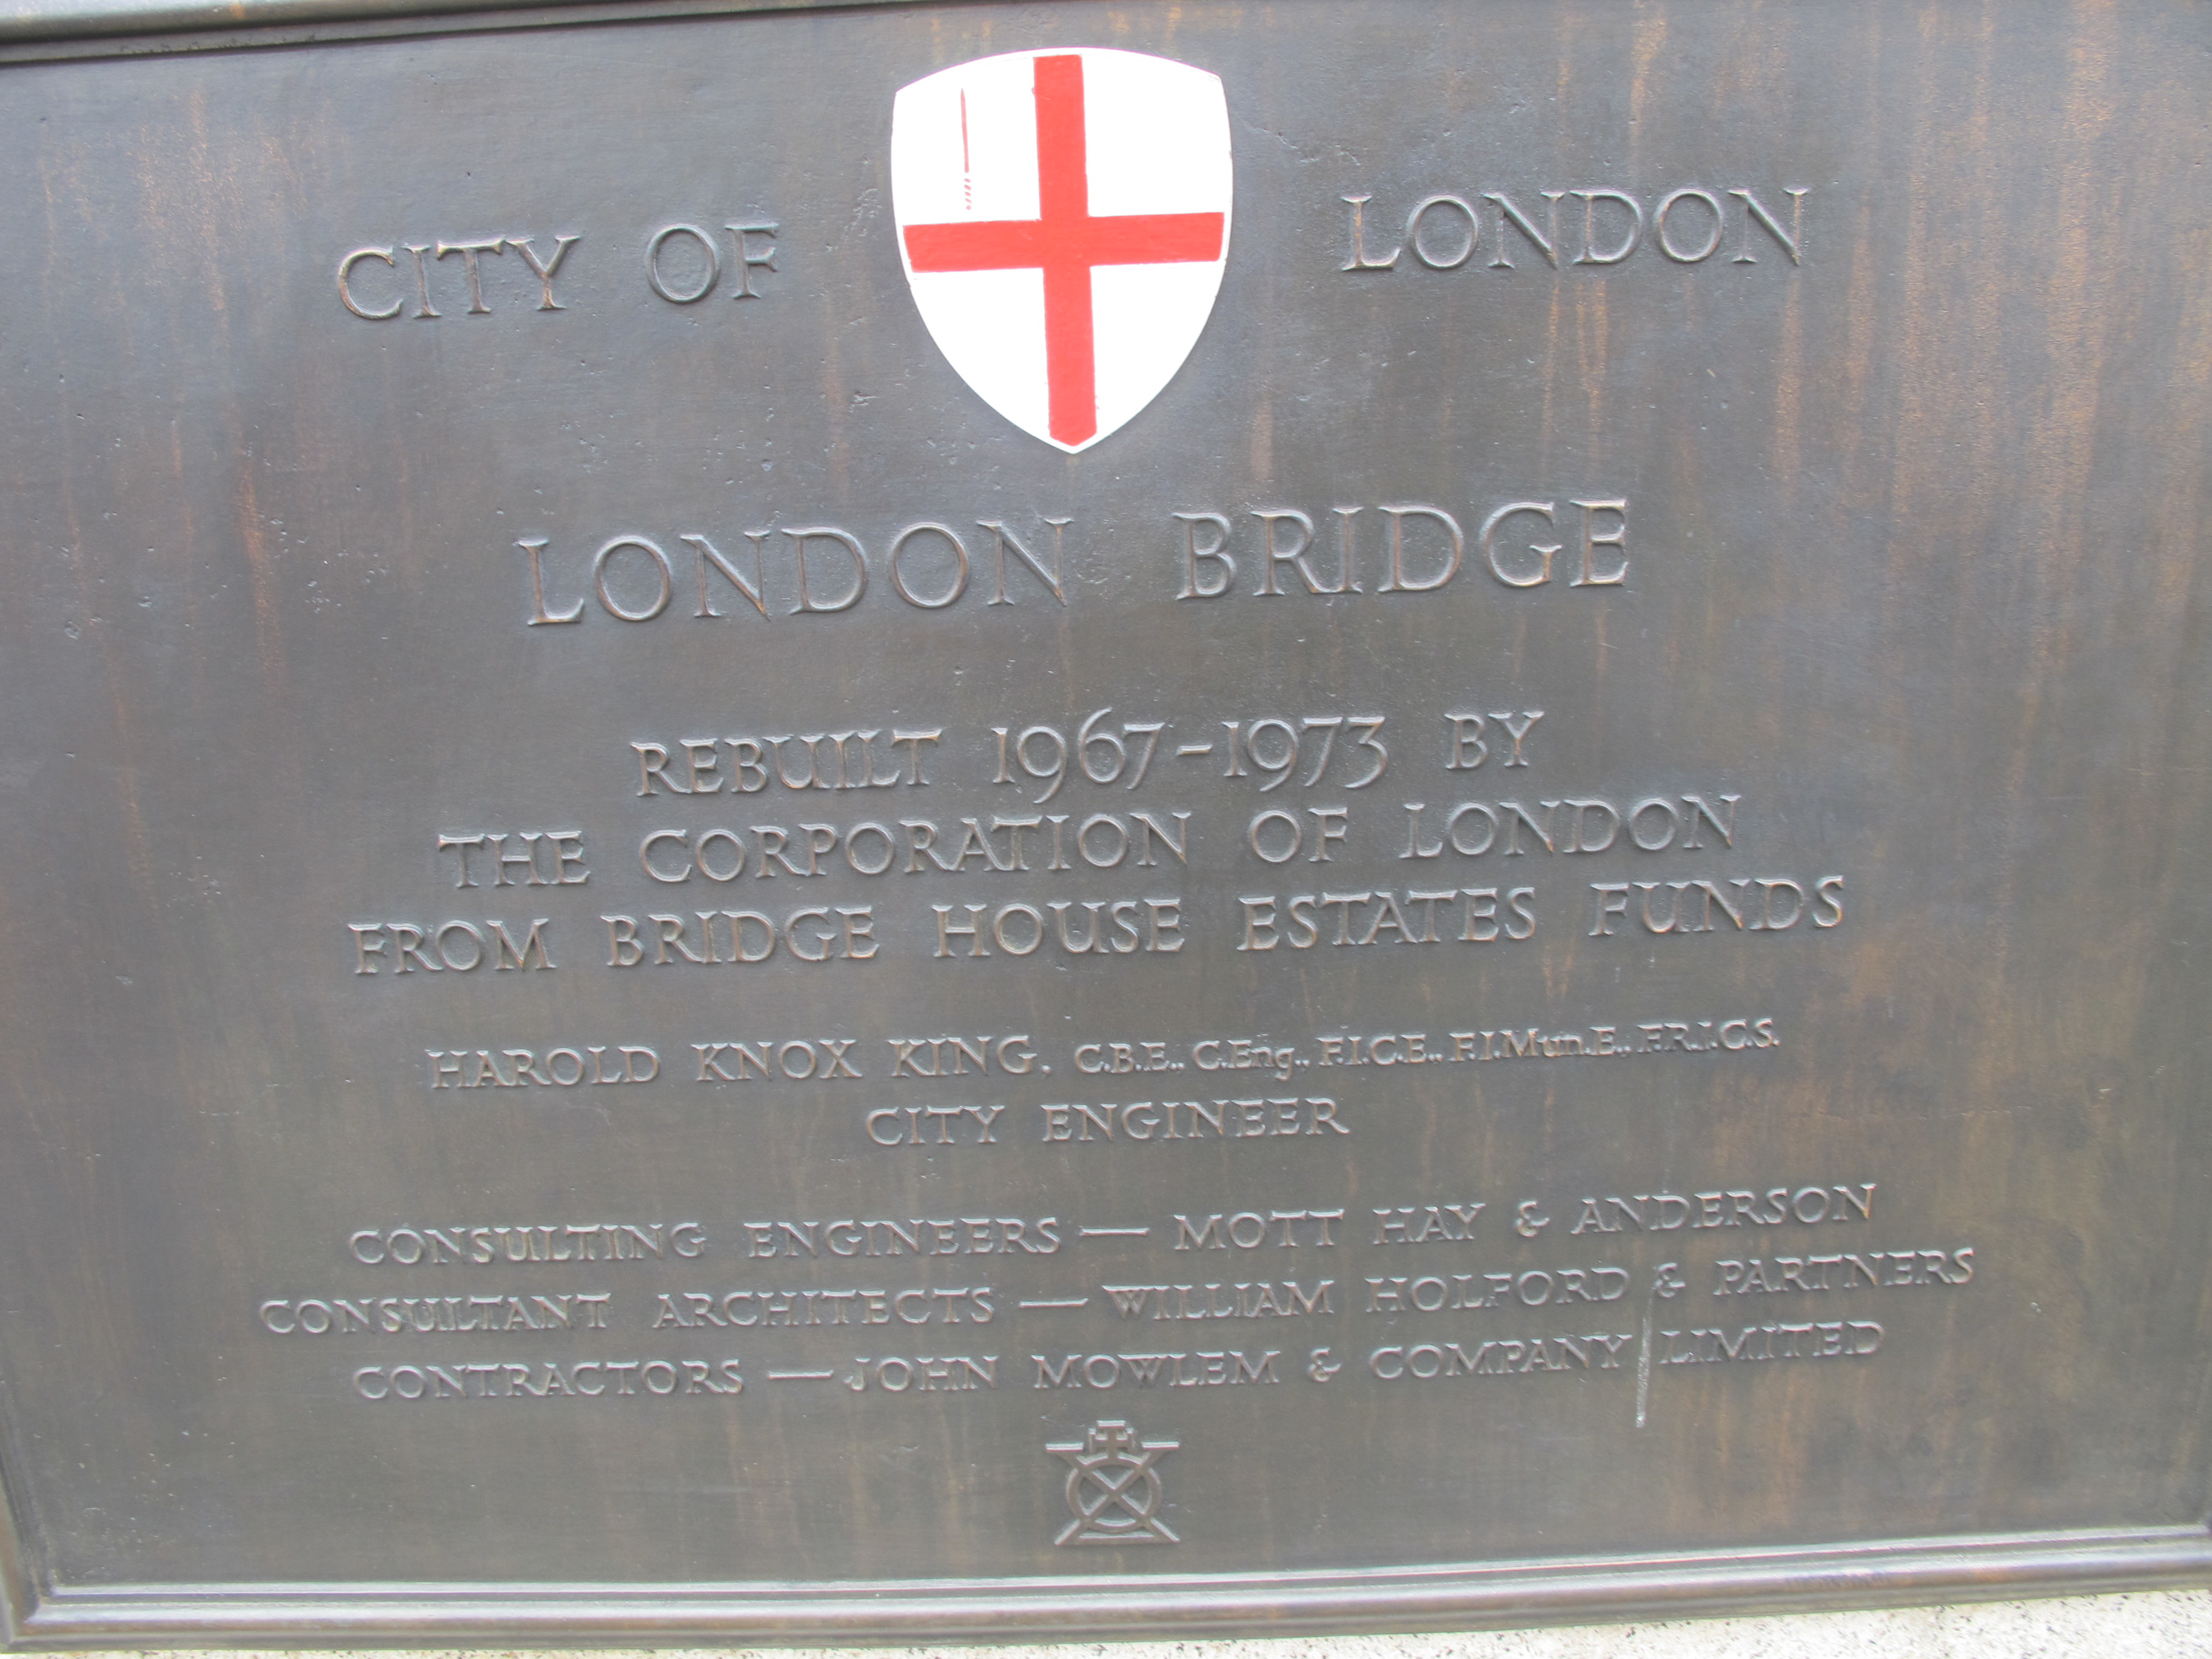 CITY OF LONDON
LONDON BRIDGE
REBUILT 1967-1973 BY
THE CORPORATION OF LONDON
FROM BRIDGE HOUSE ESTATES FUNDS
HAROLD KNOX KING, C.B.E., C.Eng., F.I.C.E., F.I.Mun.E., F.R.I.C.S.
CITY ENGINEER
CONSULTING ENGINEERS — MOTT HAY & ANDERSON
CONSULTANT ARCHITECTS — WILLIAM HOLFORD & PARTNERS
CONTRACTORS — JOHN MOWLEM & COMPANY LIMITED